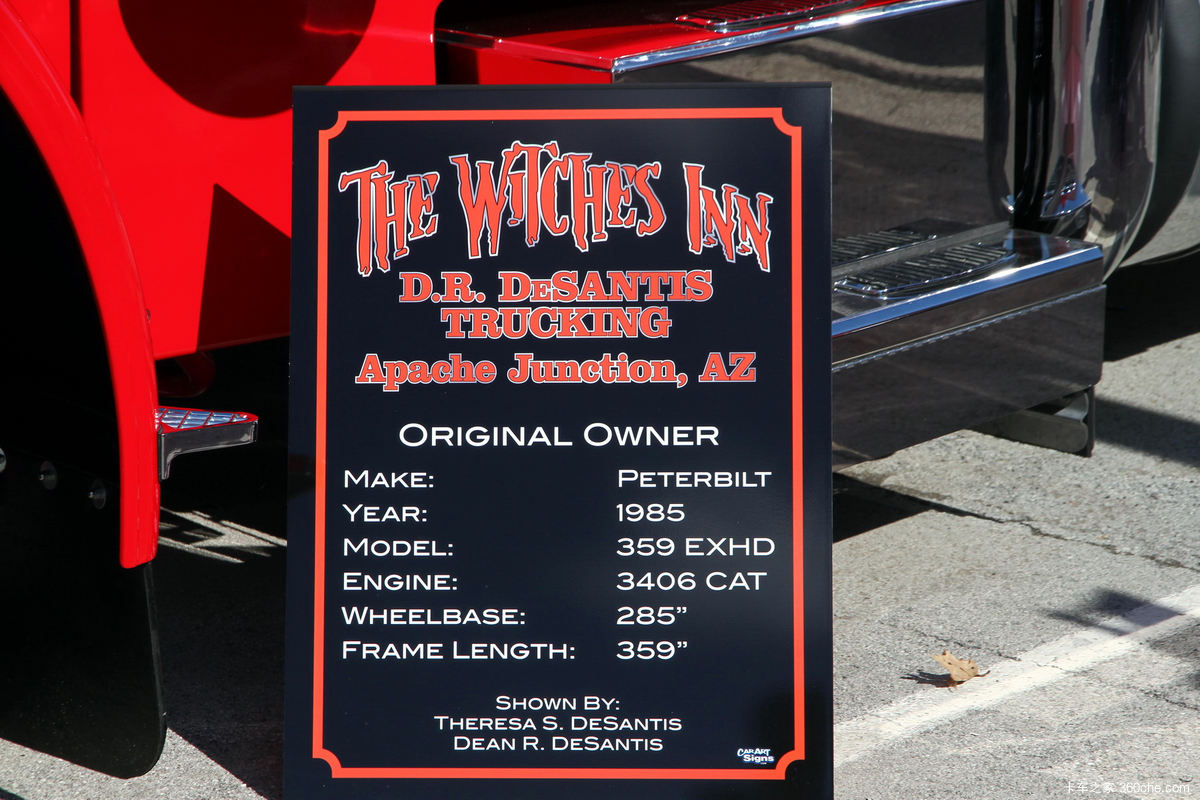 THE WITCHES INN
D.R. DeSANTIS
TRUCKING
Apache Junction, AZ
ORIGINAL OWNER
MAKE: PETERBILT
YEAR: 1985
MODEL: 359 EXHD
ENGINE: 3406 CAT
WHEELBASE: 285”
FRAME LENGTH: 359”
SHOWN BY:
THERESA S. DESANTIS
DEAN R. DESANTIS
CAR ART
Signs
卡车之家 360che.com